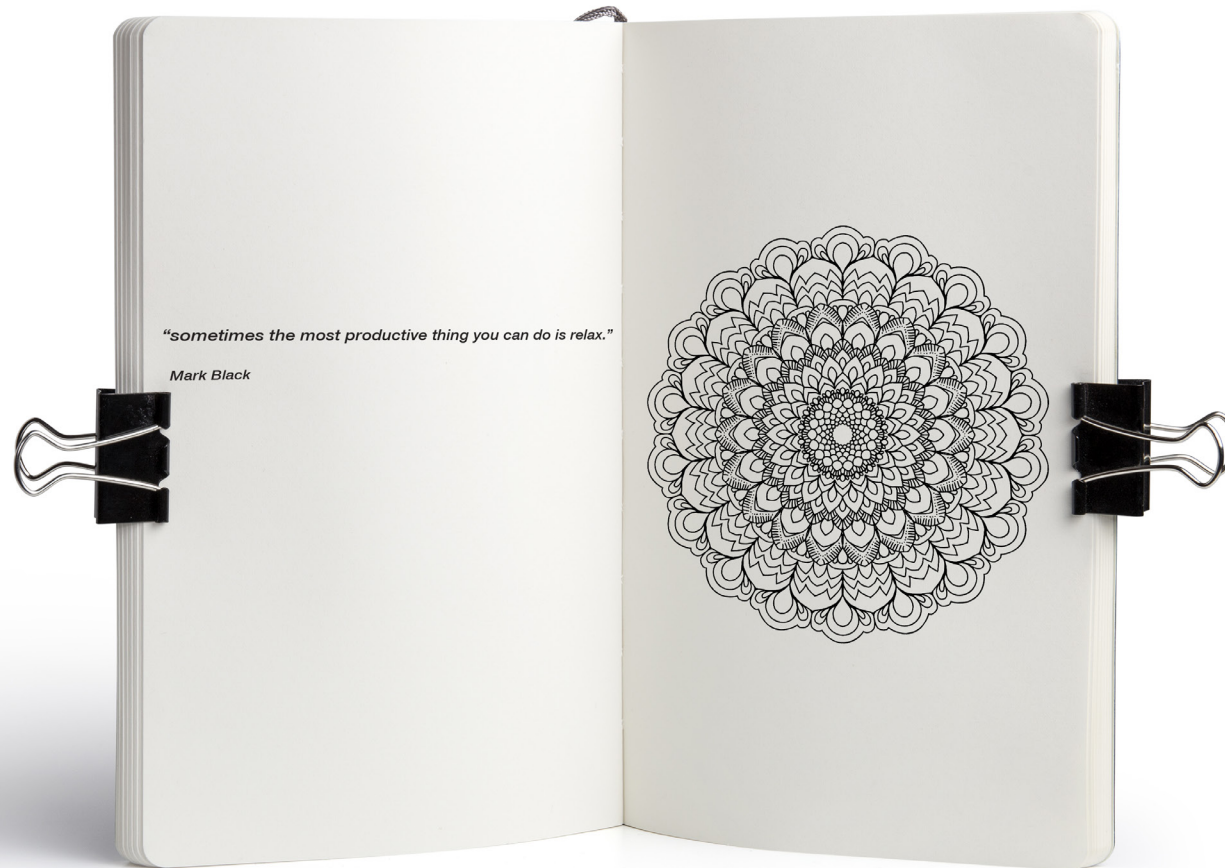 “sometimes the most productive thing you can do is relax.”
Mark Black